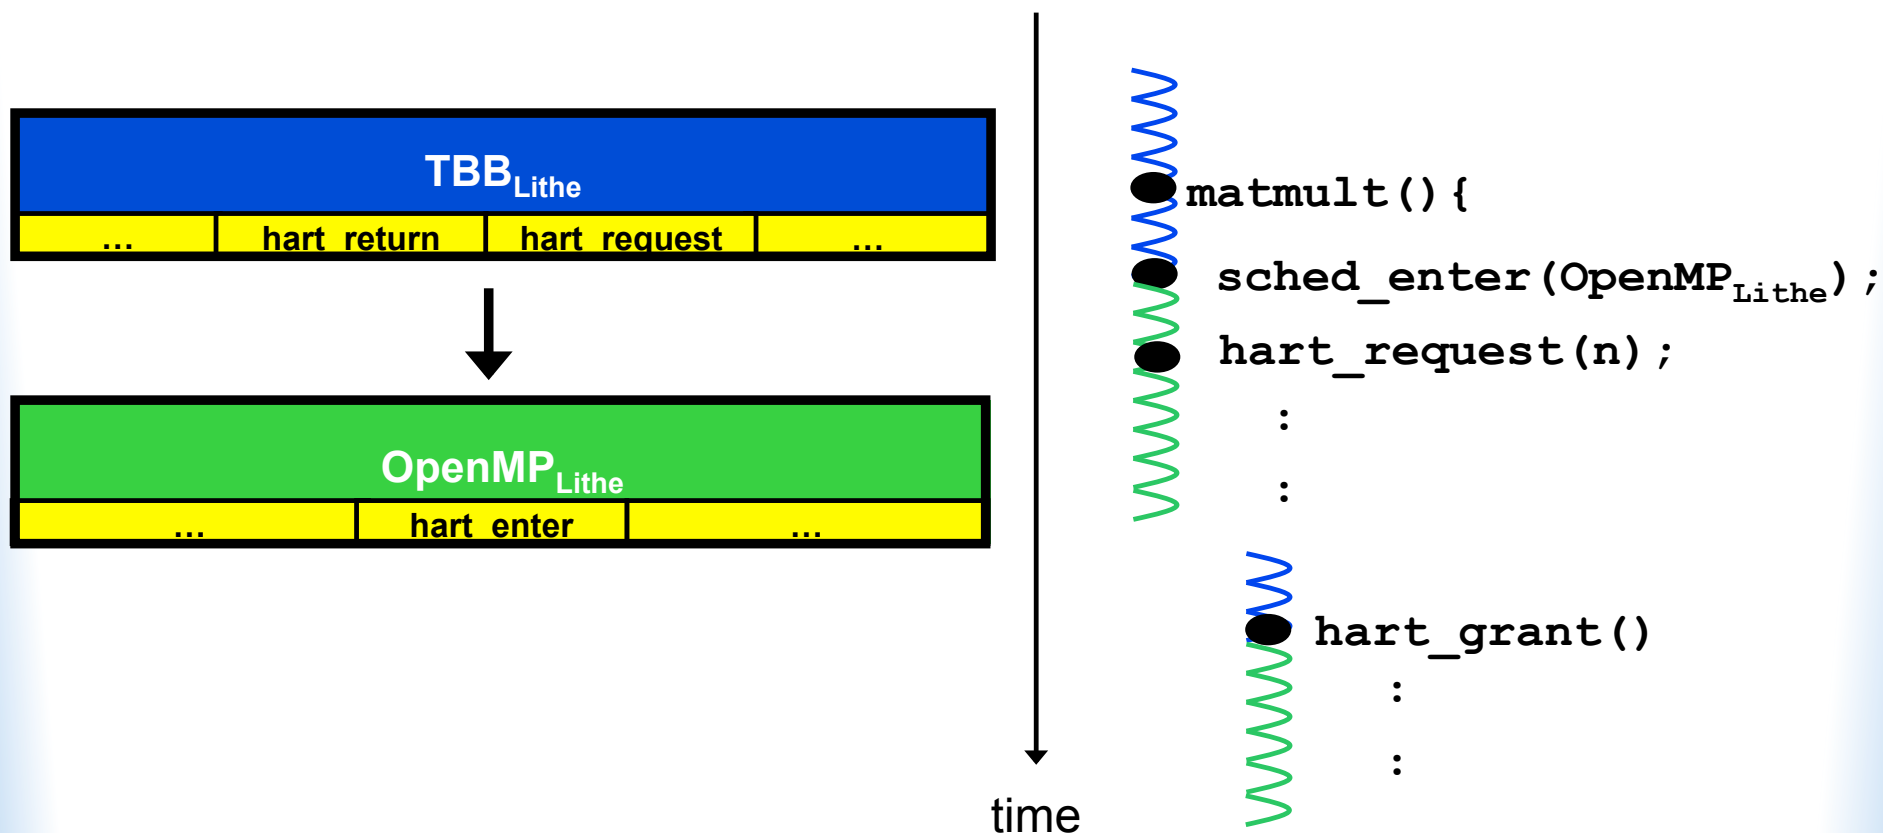 TBBLithe
... hart_return hart_request ...
OpenMPLithe
... hart_enter ...
matmult(){
sched_enter(OpenMPLithe);
hart_request(n);
:
:
hart_grant()
:
:
time